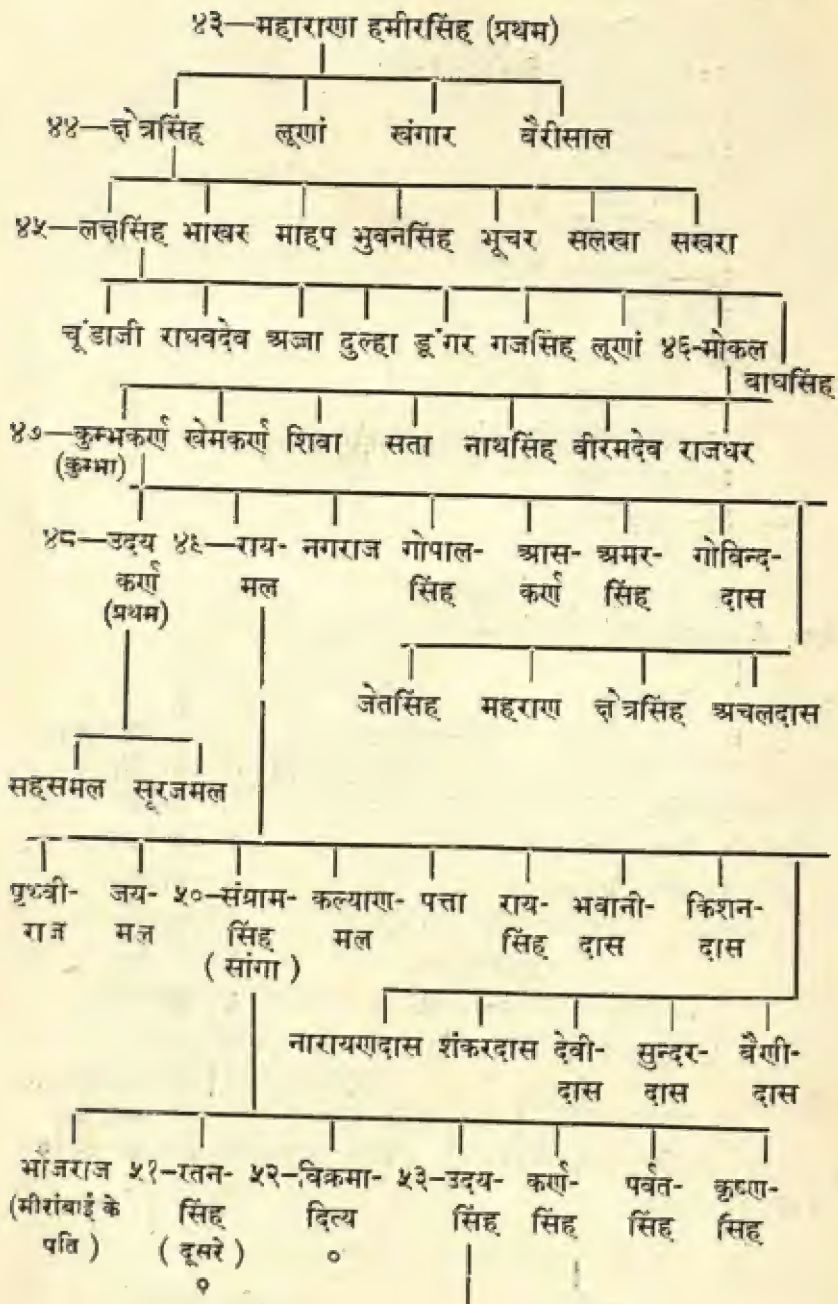 ४३—महाराणा हमीरसिंह (प्रथम)
४४—क्षेत्रसिंह लूणां खंगार वैरीसाल
४५—लक्षसिंह भाखर माहप भुवनसिंह भूचर सलखा सखरा
चूंडाजी राघवदेव अज्जा दुल्हा डूंगर गजसिंह लूणां ४६-मोकल
वाघसिंह
४७—कुम्भकर्ण खेमकर्ण शिवा सता नाथसिंह वीरमदेव राजधर
(कुम्भा)
४८—उदय ४९—राय- नगराज गोपाल- आस- अमर- गोविन्द-
कर्ण मल सिंह कर्ण सिंह दास
(प्रथम)
जेतसिंह महराण क्षेत्रसिंह अचलदास
सहसमल सूरजमल
पृथ्वी- जय- ५०—संग्राम- कल्याण- पत्ता राय- भवानी- किशन-
राज मल सिंह मल सिंह दास दास
( सांगा )
नारायणदास शंकरदास देवी- सुन्दर- वैणी-
दास दास दास
भोजराज ५१—रतन- ५२—विक्रमा- ५३—उदय- कर्ण- पर्वत- कृष्ण-
(मीरांबाई के सिंह दित्य सिंह सिंह सिंह सिंह
पति ) ( दूसरे ) ०
०